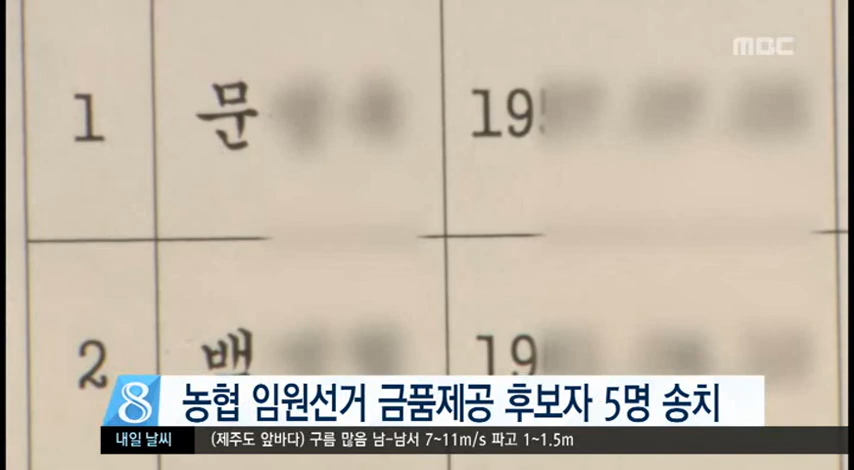 MBC
1 문 19
2 백 19
8 농협 임원선거 금품제공 후보자 5명 송치
내일 날씨 (제주도 앞바다) 구름 많음 남-남서 7~11m/s 파고 1~1.5m